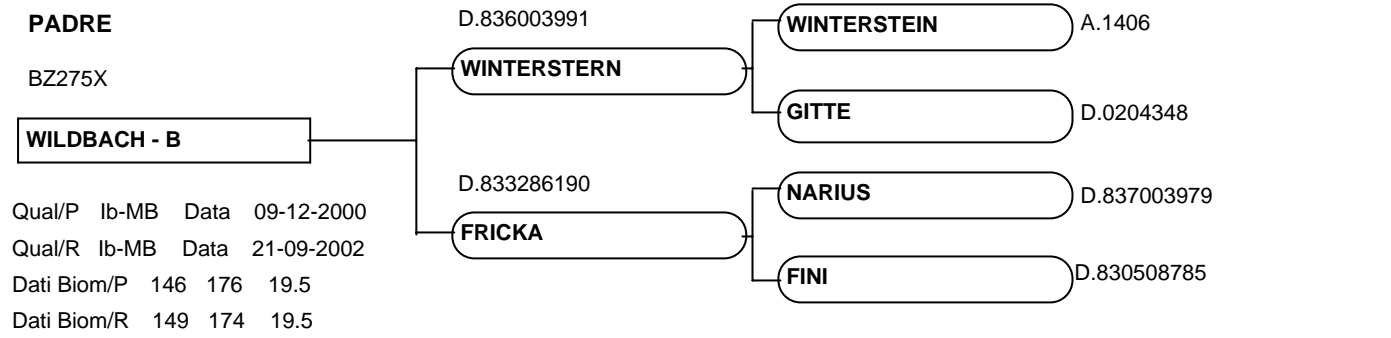 PADRE
BZ275X
WILDBACH - B
Qual/P Ib-MB Data 09-12-2000
Qual/R Ib-MB Data 21-09-2002
Dati Biom/P 146 176 19.5
Dati Biom/R 149 174 19.5
D.836003991
WINTERSTERN
D.833286190
FRICKA
WINTERSTEIN A.1406
GITTE D.0204348
NARIUS D.837003979
FINI D.830508785